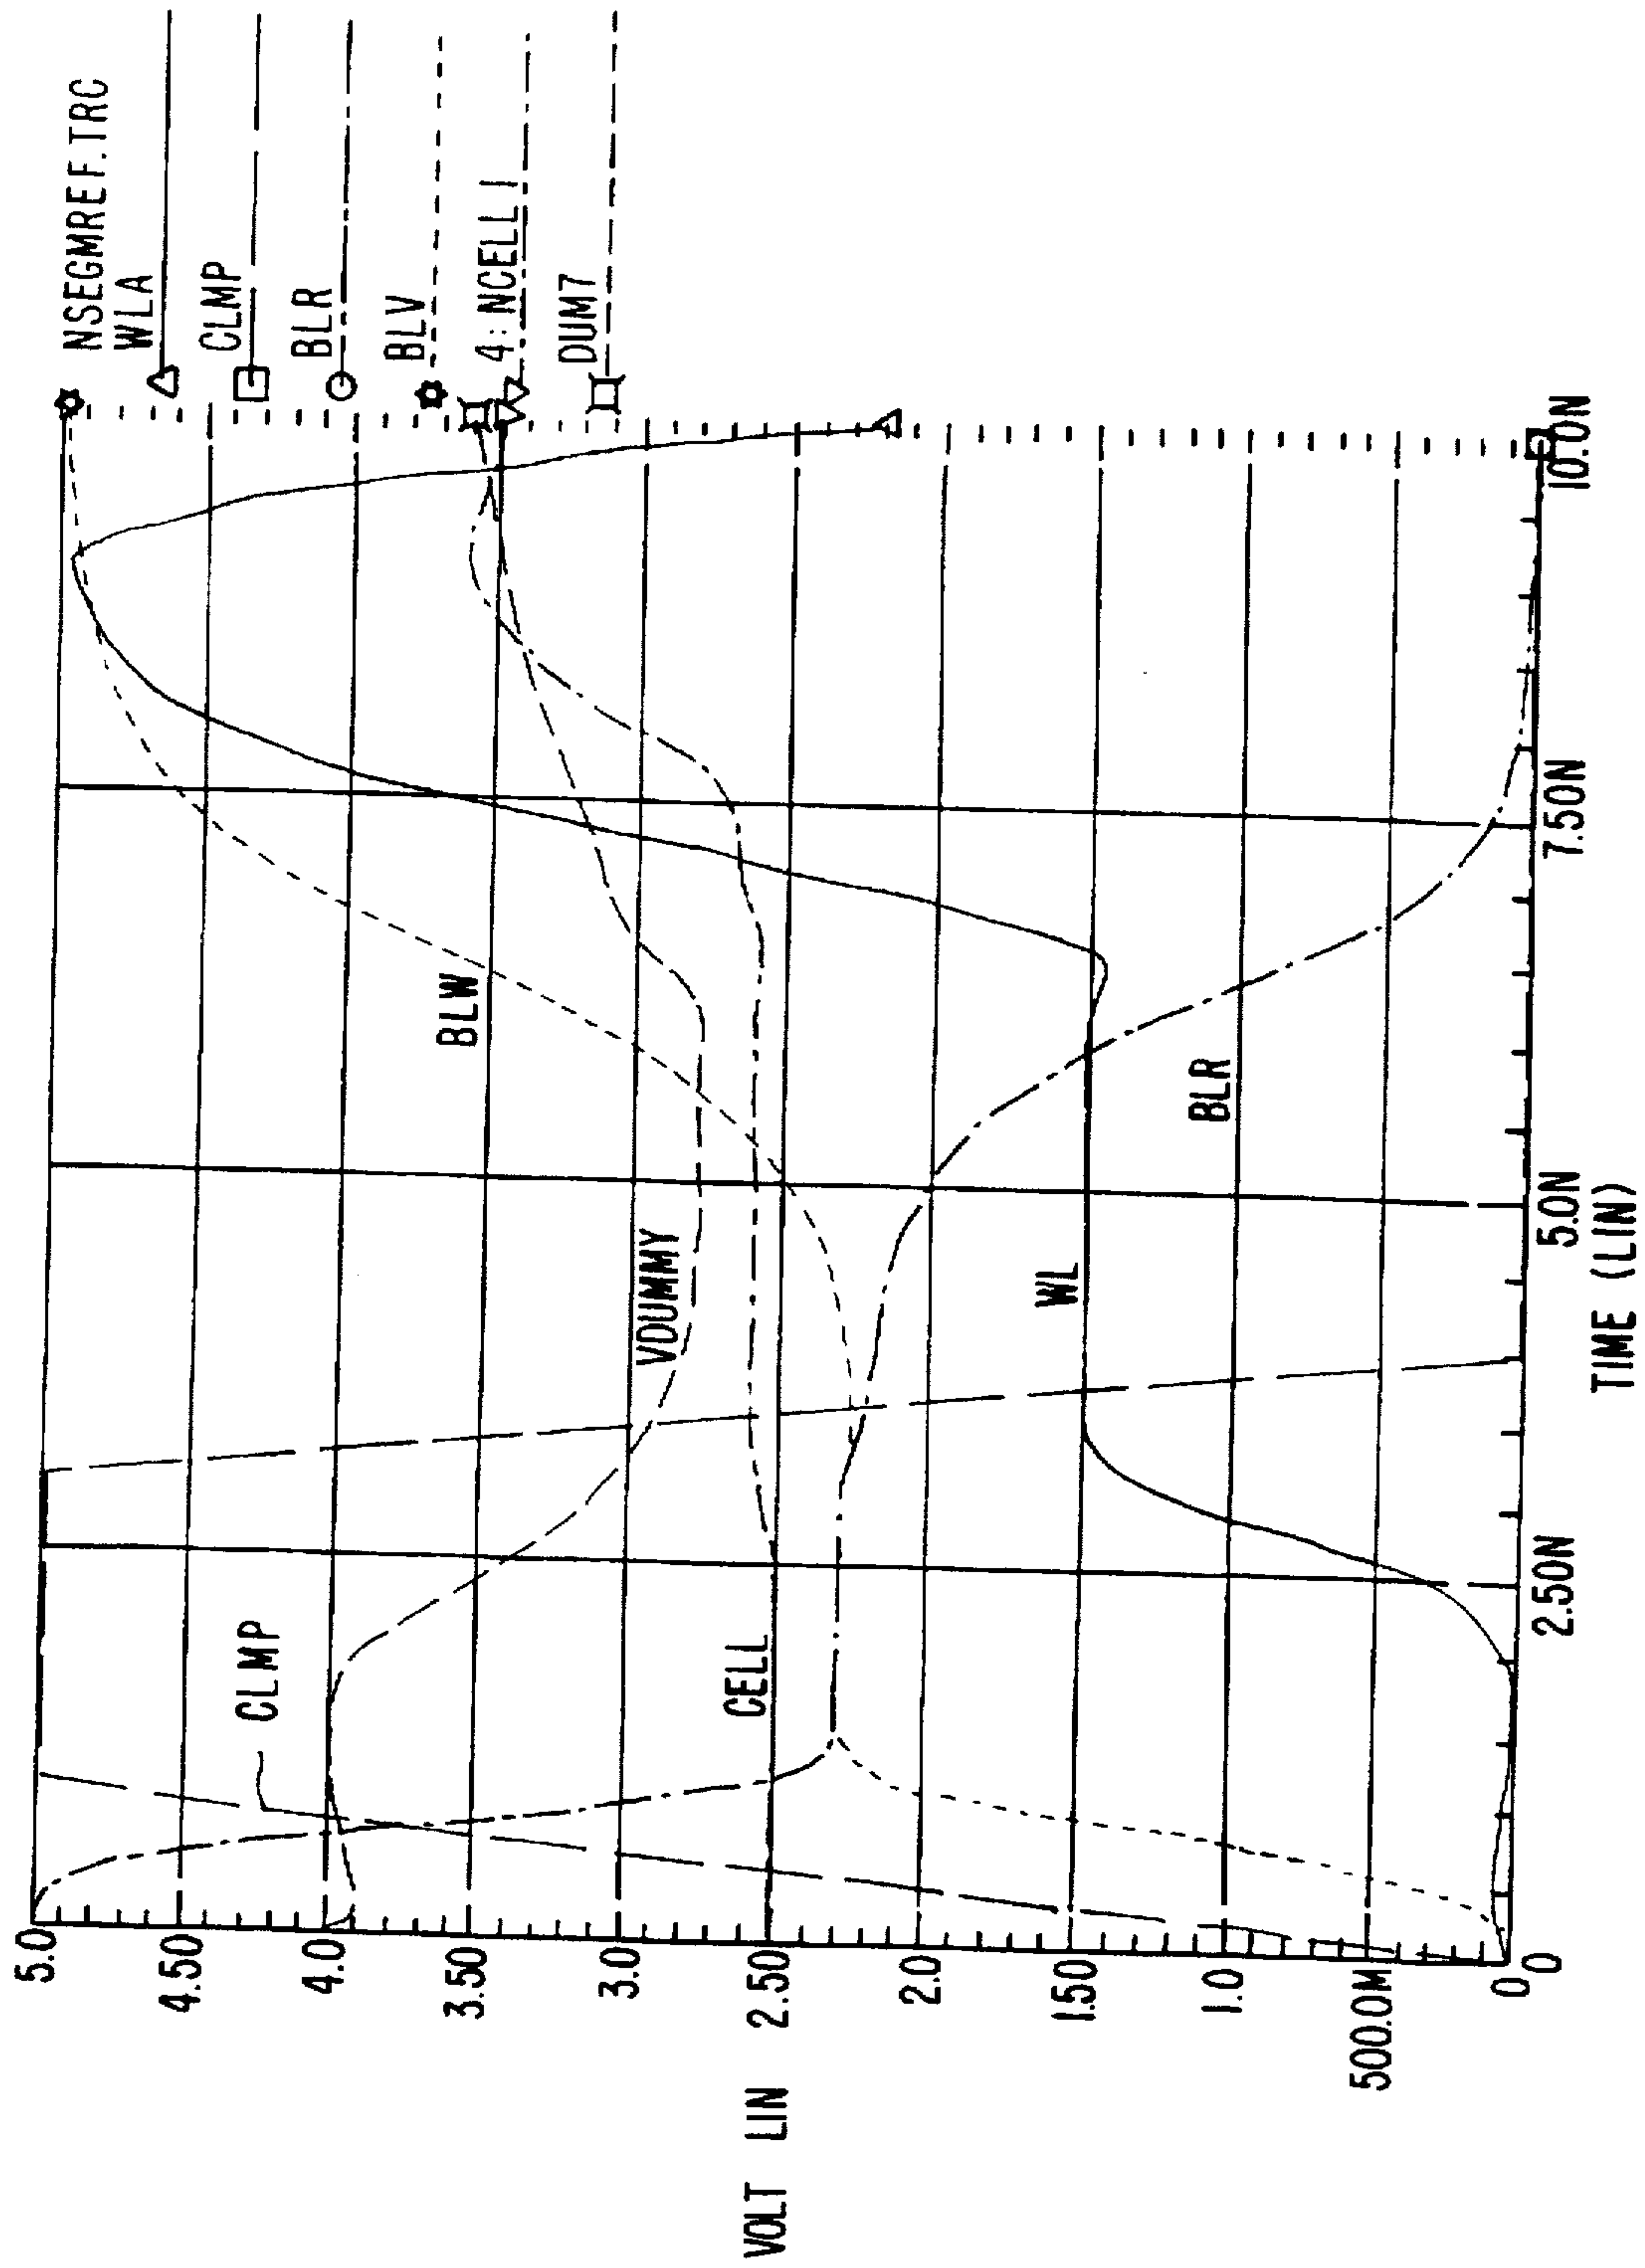 NSEGMREF.TRC
WLA
CLMP
BLR
BLV
4:NCELL1
DUM7
VOLT LIN
5.0
4.50
4.0
3.50
3.0
2.50
2.0
1.50
1.0
500.0M
0
CLMP
BLW
VDUMMY
CELL
WL
BLR
0
2.50N
5.0N
7.50N
10.0N
TIME (LIN)